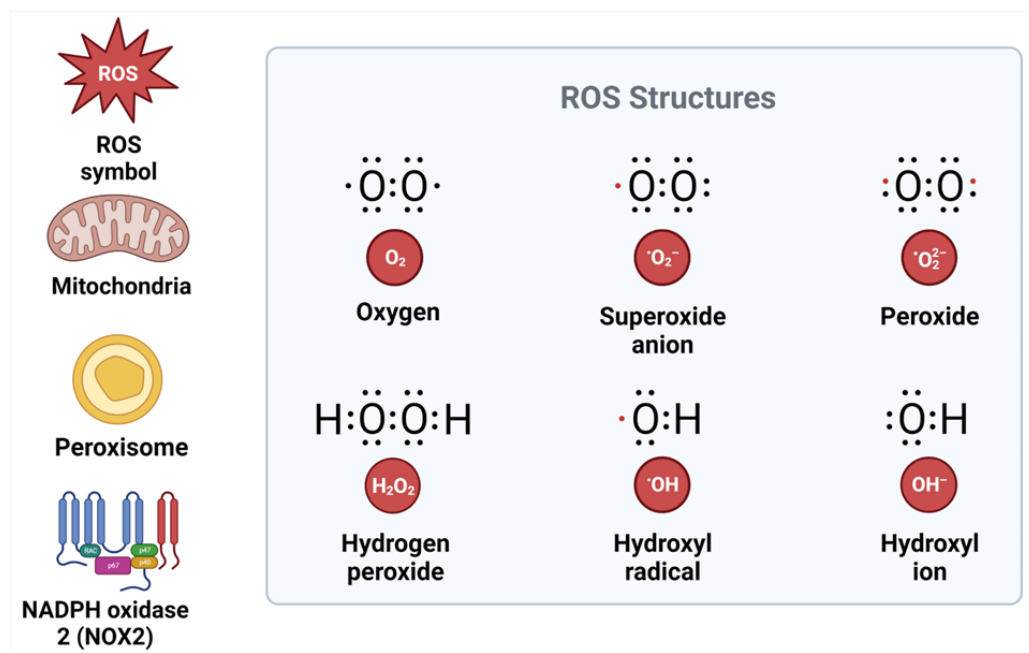 ROS
ROS
symbol
Mitochondria
Peroxisome
RAC
p67
p47
p40
NADPH oxidase
2 (NOX2)
ROS Structures
·O:O·
O₂
Oxygen
·O:O:
·O₂⁻
Superoxide
anion
:O:O:
·O₂²⁻
Peroxide
H:O:O:H
H₂O₂
Hydrogen
peroxide
·O:H
·OH
Hydroxyl
radical
:O:H
OH⁻
Hydroxyl
ion